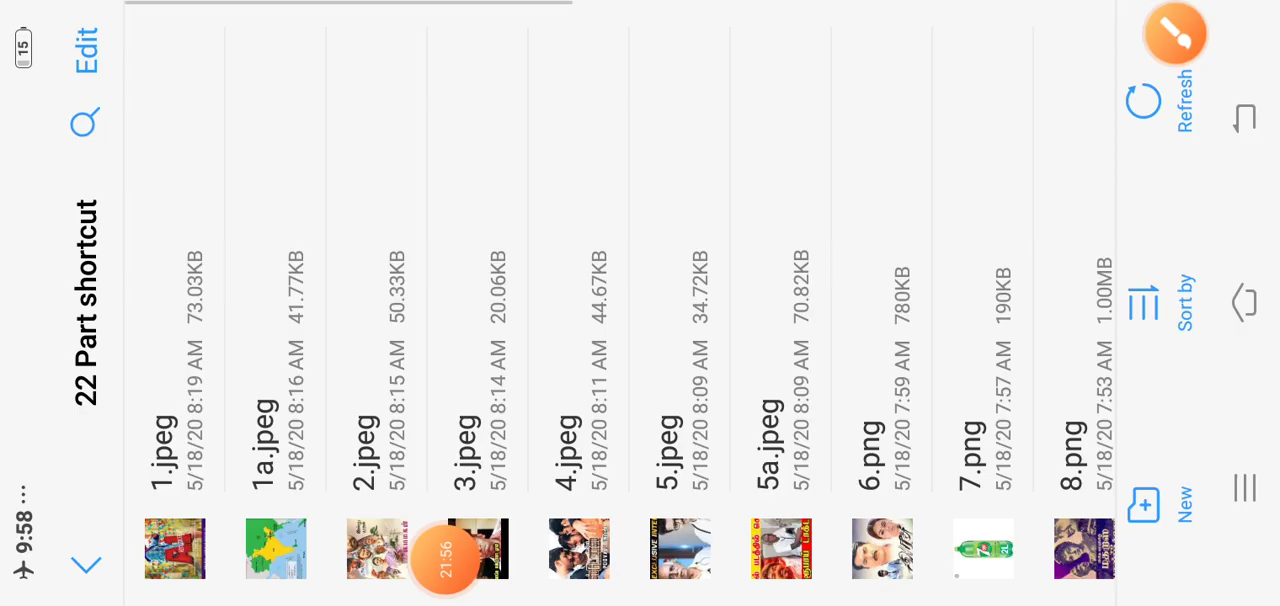 9:58 ...
15
22 Part shortcut
Edit
1.jpeg
5/18/20 8:19 AM 73.03KB
1a.jpeg
5/18/20 8:16 AM 41.77KB
2.jpeg
5/18/20 8:15 AM 50.33KB
3.jpeg
5/18/20 8:14 AM 20.06KB
21:56
4.jpeg
5/18/20 8:11 AM 44.67KB
5.jpeg
5/18/20 8:09 AM 34.72KB
EXCLUSIVE INTE
5a.jpeg
5/18/20 8:09 AM 70.82KB
6.png
5/18/20 7:59 AM 780KB
7.png
5/18/20 7:57 AM 190KB
2L
8.png
5/18/20 7:53 AM 1.00MB
New
Sort by
Refresh